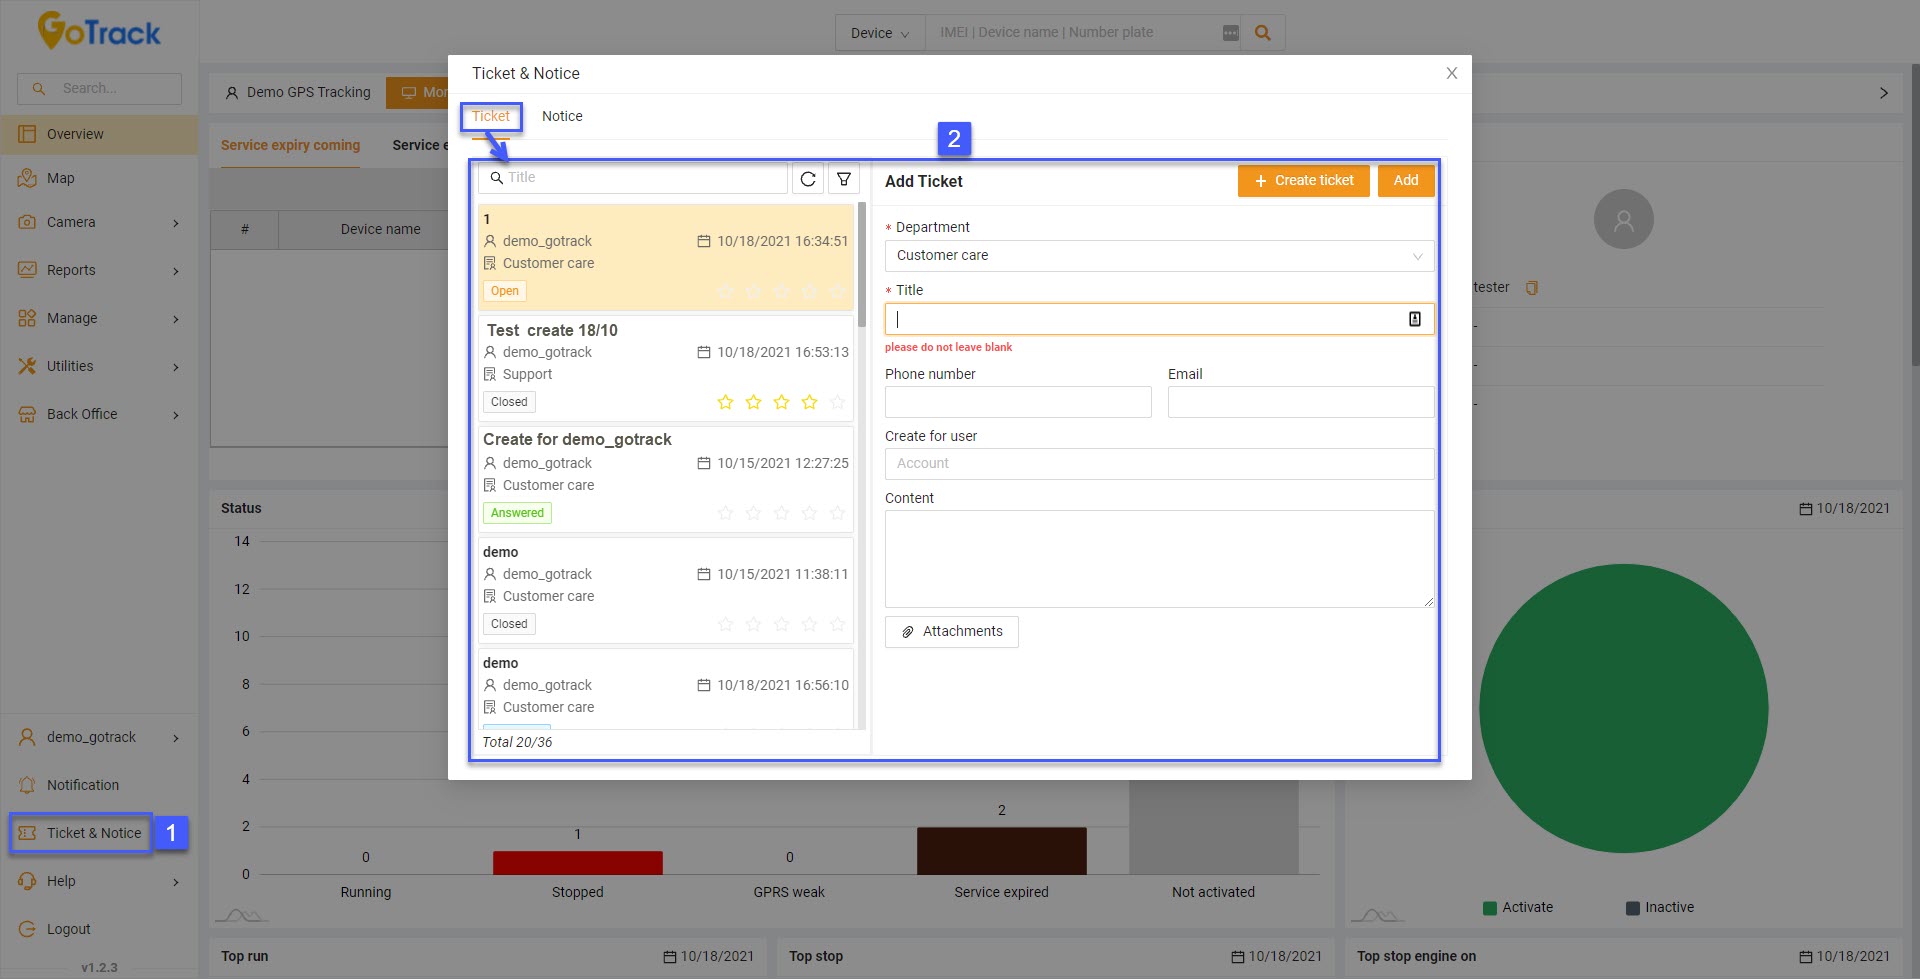 GoTrack
Device
IMEI | Device name | Number plate
Search...
Demo GPS Tracking
Mon
Service expiry coming
Service e
#
Device name
Overview
Map
Camera
Reports
Manage
Utilities
Back Office
demo_gotrack
Notification
Ticket & Notice
1
Help
Logout
v1.2.3
Ticket & Notice
X
Ticket
Notice
2
Title
1
demo_gotrack
10/18/2021 16:34:51
Customer care
Open
Test create 18/10
demo_gotrack
10/18/2021 16:53:13
Support
Closed
Create for demo_gotrack
demo_gotrack
10/15/2021 12:27:25
Customer care
Answered
demo
demo_gotrack
10/15/2021 11:38:11
Customer care
Closed
demo
demo_gotrack
10/18/2021 16:56:10
Customer care
Total 20/36
Add Ticket
+ Create ticket
Add
* Department
Customer care
* Title
please do not leave blank
Phone number
Email
Create for user
Account
Content
Attachments
tester
-
-
-
Status
14
12
10
8
6
4
2
0
0
1
0
2
Running
Stopped
GPRS weak
Service expired
Not activated
10/18/2021
Activate
Inactive
Top run
10/18/2021
Top stop
10/18/2021
Top stop engine on
10/18/2021